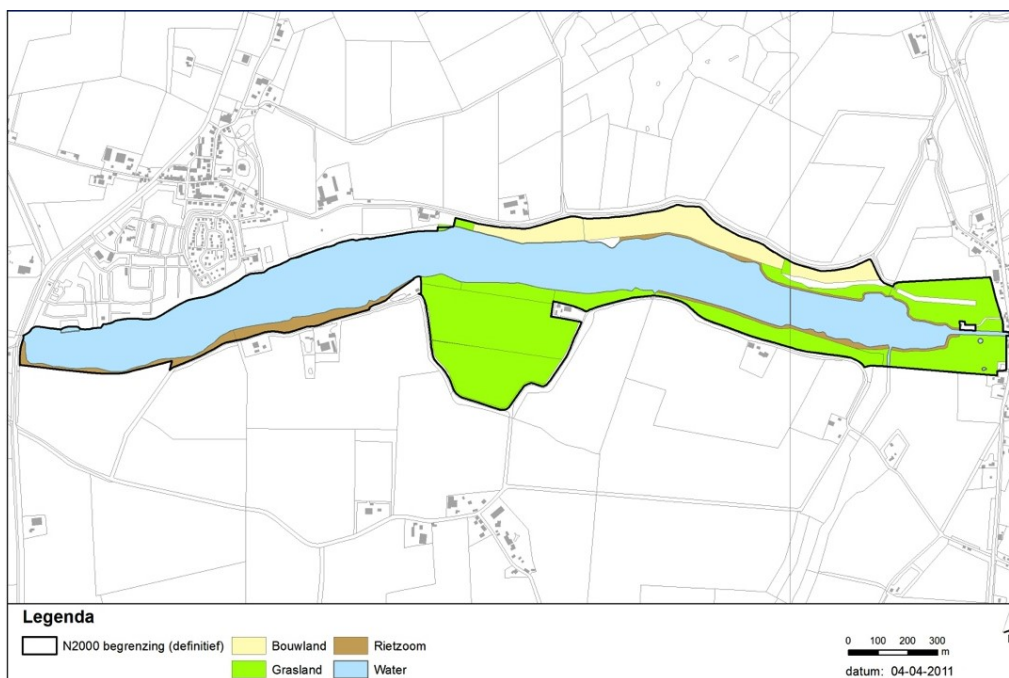 Legenda
N2000 begrenzing (definitief)
Bouwland
Rietzoom
Grasland
Water
0 100 200 300
m
datum: 04-04-2011